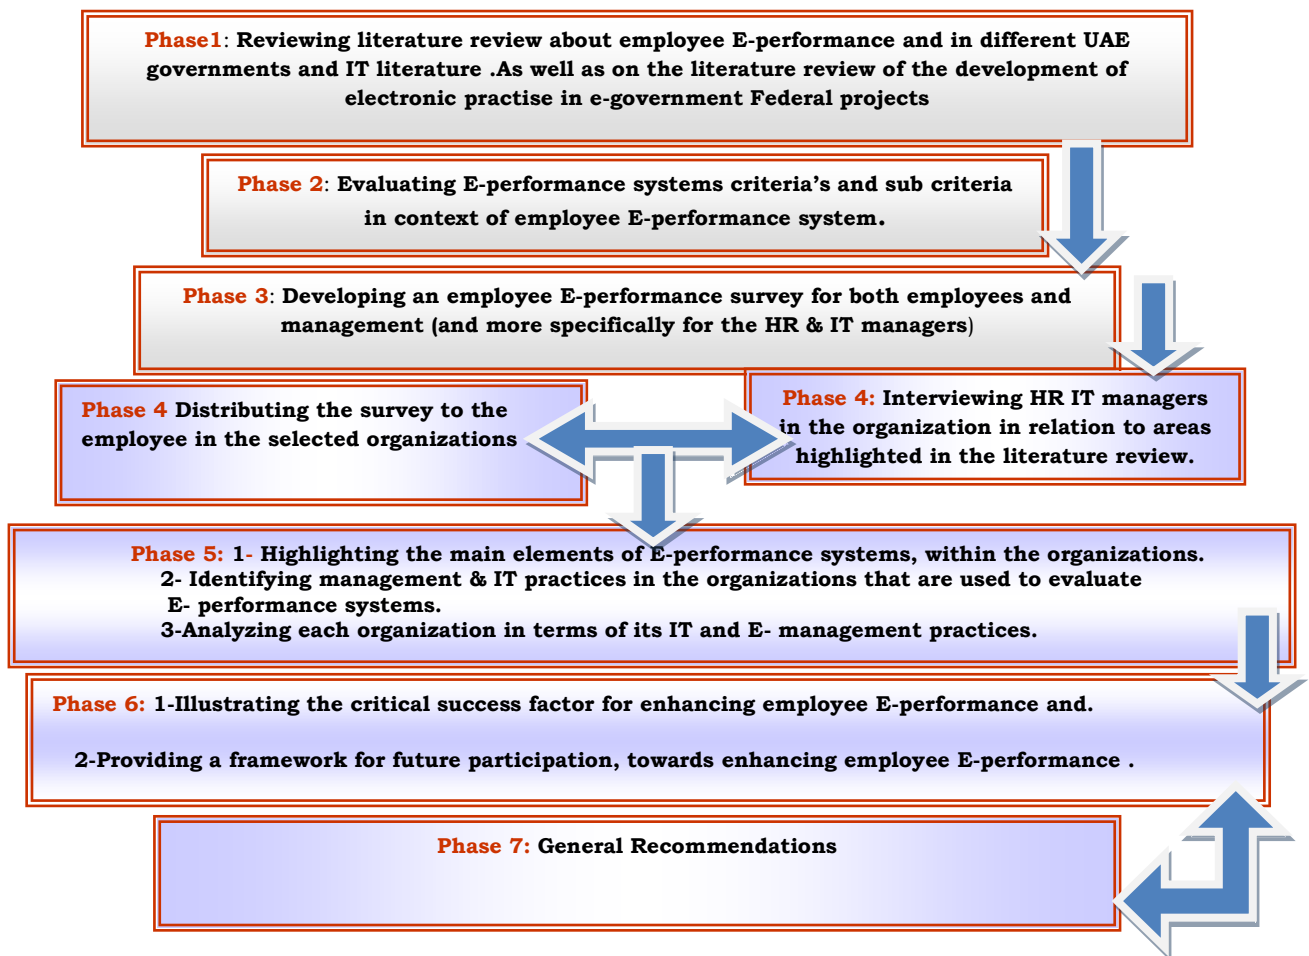 Phase1: Reviewing literature review about employee E-performance and in different UAE
governments and IT literature .As well as on the literature review of the development of
electronic practise in e-government Federal projects
Phase 2: Evaluating E-performance systems criteria's and sub criteria
in context of employee E-performance system.
Phase 3: Developing an employee E-performance survey for both employees and
management (and more specifically for the HR & IT managers)
Phase 4 Distributing the survey to the
employee in the selected organizations
Phase 4: Interviewing HR IT managers
in the organization in relation to areas
highlighted in the literature review.
Phase 5: 1- Highlighting the main elements of E-performance systems, within the organizations.
2- Identifying management & IT practices in the organizations that are used to evaluate
E- performance systems.
3-Analyzing each organization in terms of its IT and E- management practices.
Phase 6: 1-Illustrating the critical success factor for enhancing employee E-performance and.
2-Providing a framework for future participation, towards enhancing employee E-performance .
Phase 7: General Recommendations